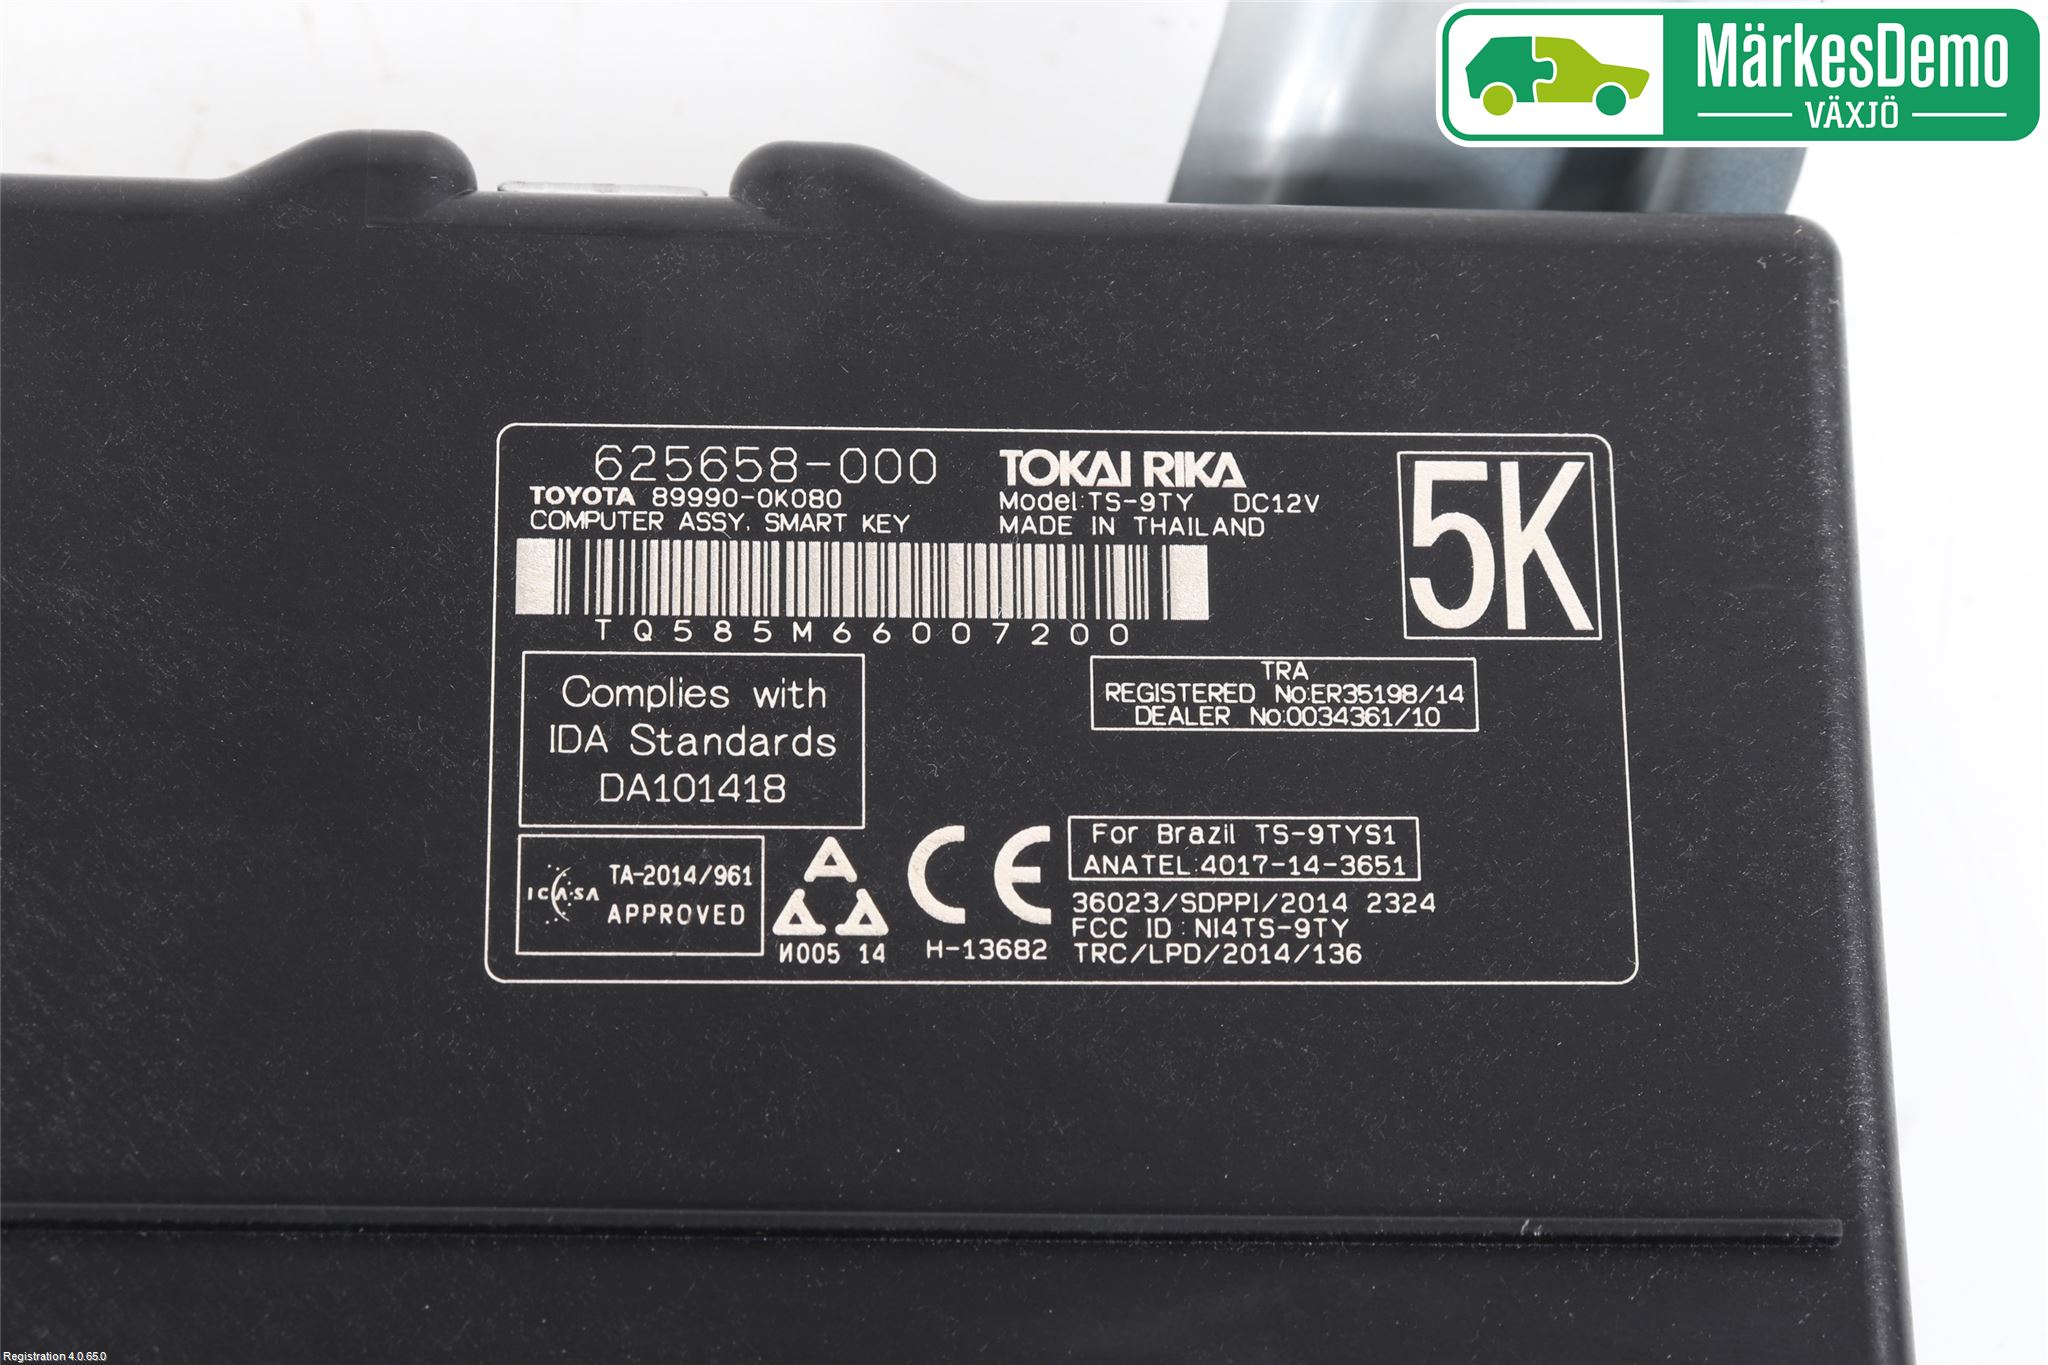 MärkesDemo
VÄXJÖ
625658-000
TOYOTA 89990-0K080
COMPUTER ASSY, SMART KEY
TOKAI RIKA
Model:TS-9TY DC12V
MADE IN THAILAND
5K
TQ585M66007200
Complies with
IDA Standards
DA101418
TRA
REGISTERED No:ER35198/14
DEALER No:0034361/10
ICASA
TA-2014/961
APPROVED
И005 14
CE
H-13682
For Brazil TS-9TYS1
ANATEL:4017-14-3651
36023/SDPPI/2014 2324
FCC ID:NI4TS-9TY
TRC/LPD/2014/136
Registration 4.0.65.0